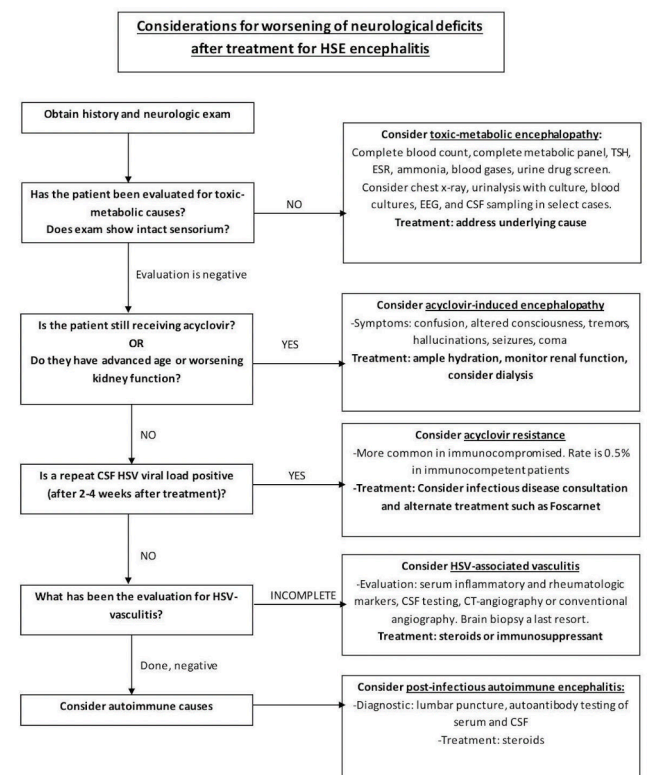 Considerations for worsening of neurological deficits
after treatment for HSE encephalitis
Obtain history and neurologic exam
Has the patient been evaluated for toxic-
metabolic causes?
Does exam show intact sensorium?
NO
Consider toxic-metabolic encephalopathy:
Complete blood count, complete metabolic panel, TSH,
ESR, ammonia, blood gases, urine drug screen.
Consider chest x-ray, urinalysis with culture, blood
cultures, EEG, and CSF sampling in select cases.
Treatment: address underlying cause
Evaluation is negative
Is the patient still receiving acyclovir?
OR
Do they have advanced age or worsening
kidney function?
YES
Consider acyclovir-induced encephalopathy
-Symptoms: confusion, altered consciousness, tremors,
hallucinations, seizures, coma
Treatment: ample hydration, monitor renal function,
consider dialysis
NO
Is a repeat CSF HSV viral load positive
(after 2-4 weeks after treatment)?
YES
Consider acyclovir resistance
-More common in immunocompromised. Rate is 0.5%
in immunocompetent patients
-Treatment: Consider infectious disease consultation
and alternate treatment such as Foscarnet
NO
What has been the evaluation for HSV-
vasculitis?
INCOMPLETE
Consider HSV-associated vasculitis
-Evaluation: serum inflammatory and rheumatologic
markers, CSF testing, CT-angiography or conventional
angiography. Brain biopsy a last resort.
Treatment: steroids or immunosuppressant
Done, negative
Consider autoimmune causes
Consider post-infectious autoimmune encephalitis:
-Diagnostic: lumbar puncture, autoantibody testing of
serum and CSF
-Treatment: steroids